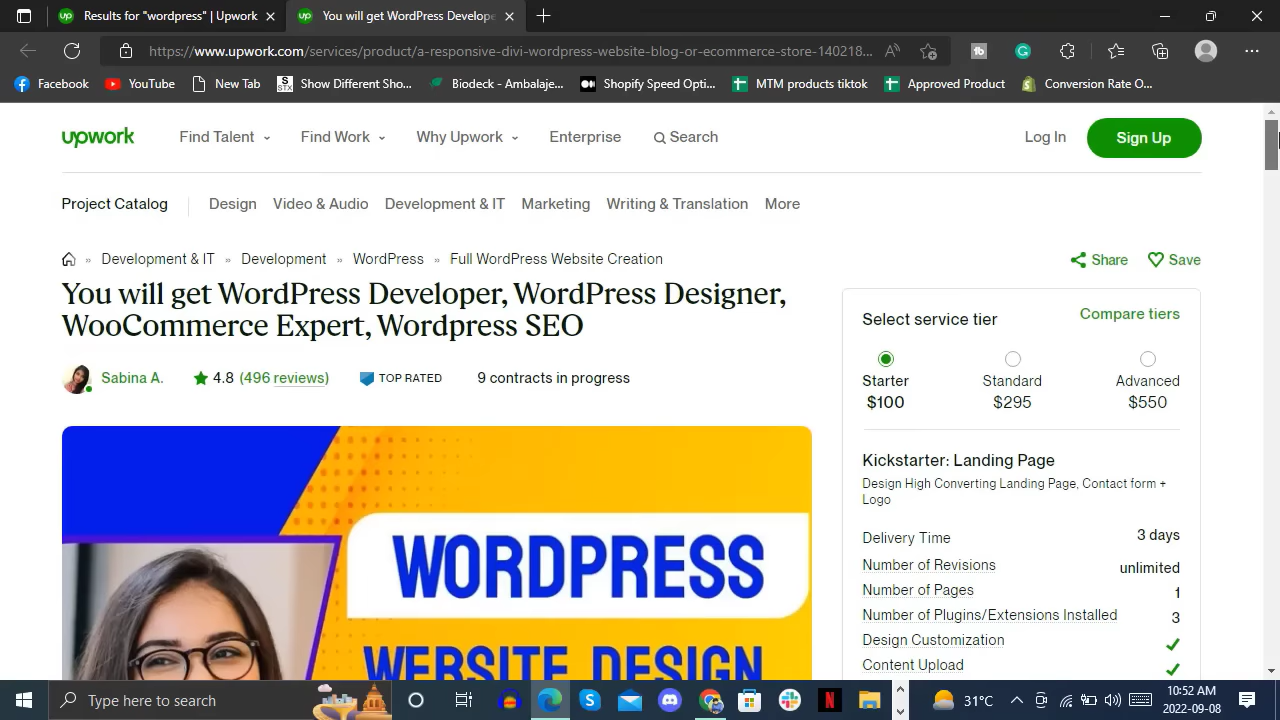 Results for "wordpress" | Upwork
You will get WordPress Develope
https://www.upwork.com/services/product/a-responsive-divi-wordpress-website-blog-or-ecommerce-store-140218...
Facebook YouTube New Tab Show Different Sho... Biodeck - Ambalaje... Shopify Speed Opti... MTM products tiktok Approved Product Conversion Rate O...
upwork Find Talent Find Work Why Upwork Enterprise Search Log In Sign Up
Project Catalog Design Video & Audio Development & IT Marketing Writing & Translation More
» Development & IT » Development » WordPress » Full WordPress Website Creation
Share Save
You will get WordPress Developer, WordPress Designer,
WooCommerce Expert, Wordpress SEO
Sabina A. 4.8 (496 reviews) TOP RATED 9 contracts in progress
WORDPRESS
WEBSITE DESIGN
Select service tier Compare tiers
Starter Standard Advanced
$100 $295 $550
Kickstarter: Landing Page
Design High Converting Landing Page, Contact form +
Logo
Delivery Time 3 days
Number of Revisions unlimited
Number of Pages 1
Number of Plugins/Extensions Installed 3
Design Customization
Content Upload
Type here to search
31°C
10:52 AM
2022-09-08